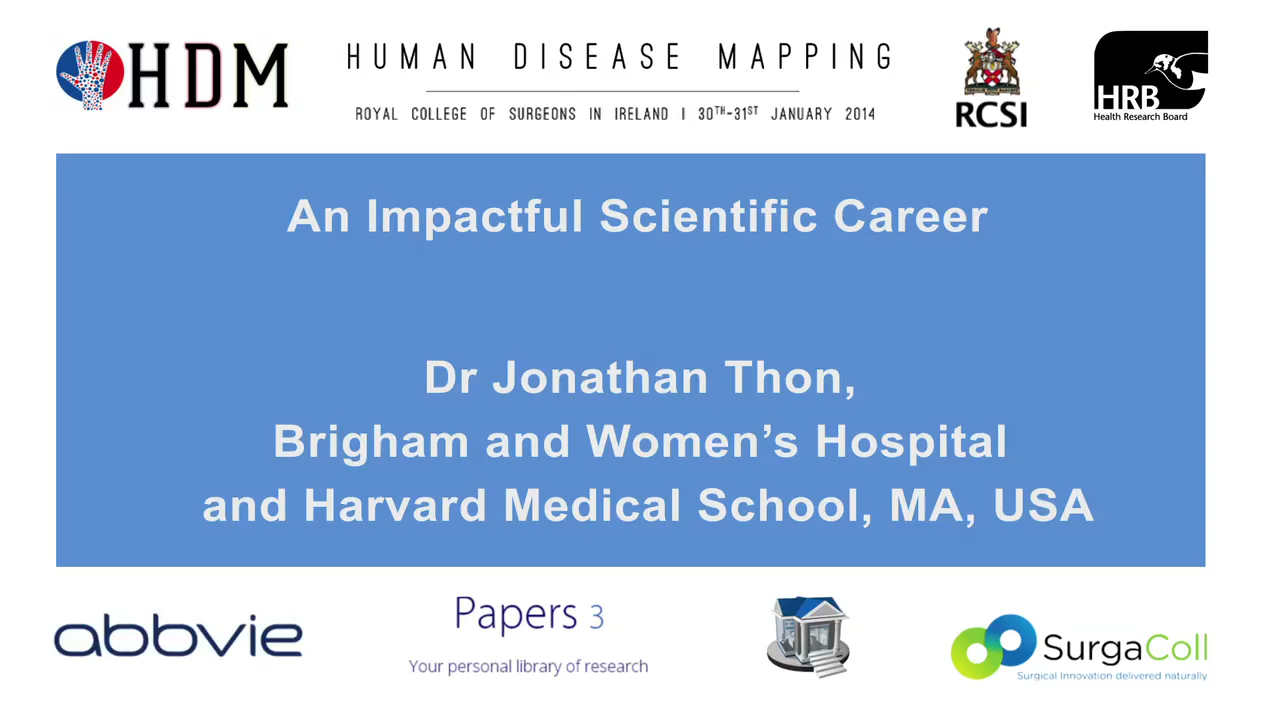 HDM
HUMAN DISEASE MAPPING
ROYAL COLLEGE OF SURGEONS IN IRELAND I 30TH-31ST JANUARY 2014
RCSI
HRB
Health Research Board
An Impactful Scientific Career
Dr Jonathan Thon,
Brigham and Women’s Hospital
and Harvard Medical School, MA, USA
abbvie
Papers 3
Your personal library of research
SurgaColl
Surgical Innovation delivered naturally